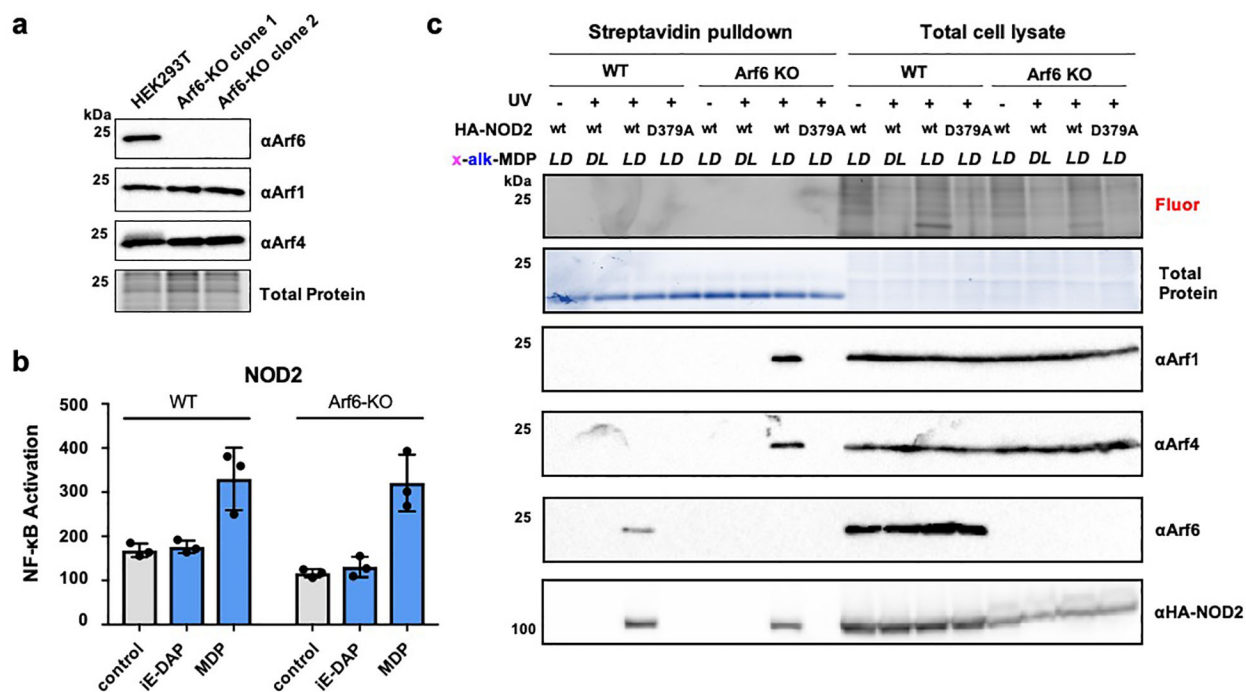 a
HEK293T
Arf6-KO clone 1
Arf6-KO clone 2
kDa
25
αArf6
25
αArf1
25
αArf4
25
Total Protein
b
NOD2
WT
Arf6-KO
NF-κB Activation
500
400
300
200
100
0
control
iE-DAP
MDP
control
iE-DAP
MDP
c
Streptavidin pulldown
Total cell lysate
WT
Arf6 KO
WT
Arf6 KO
UV - + + + - + + + - + + + - + + +
HA-NOD2 wt wt wt D379A wt wt wt D379A wt wt wt D379A wt wt wt D379A
x-alk-MDP LD DL LD LD LD DL LD LD LD DL LD LD LD DL LD LD
kDa
25
Fluor
25
Total
Protein
25
αArf1
25
αArf4
25
αArf6
100
αHA-NOD2